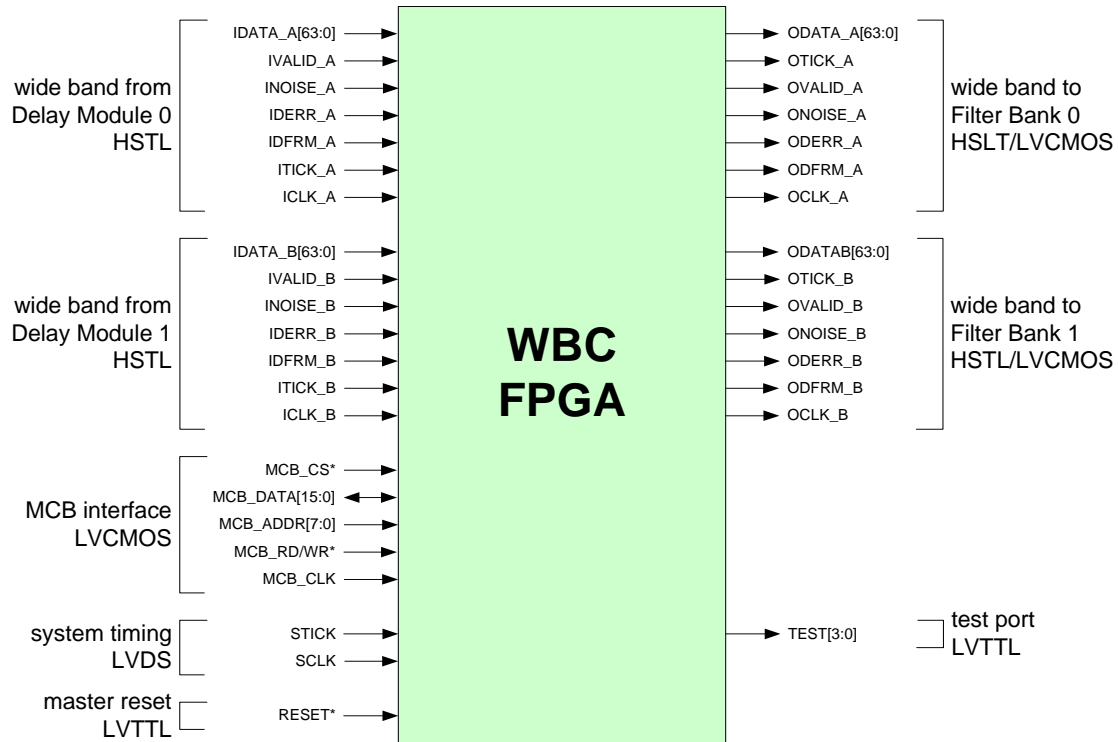 wide band from
Delay Module 0
HSTL
IDATA_A[63:0]
IVALID_A
INOISE_A
IDERR_A
IDFRM_A
ITICK_A
ICLK_A
wide band from
Delay Module 1
HSTL
IDATA_B[63:0]
IVALID_B
INOISE_B
IDERR_B
IDFRM_B
ITICK_B
ICLK_B
MCB interface
LVCMOS
MCB_CS*
MCB_DATA[15:0]
MCB_ADDR[7:0]
MCB_RD/WR*
MCB_CLK
system timing
LVDS
STICK
SCLK
master reset
LVTTL
RESET*
WBC
FPGA
ODATA_A[63:0]
OTICK_A
OVALID_A
ONOISE_A
ODERR_A
ODFRM_A
OCLK_A
wide band to
Filter Bank 0
HSLT/LVCMOS
ODATAB[63:0]
OTICK_B
OVALID_B
ONOISE_B
ODERR_B
ODFRM_B
OCLK_B
wide band to
Filter Bank 1
HSTL/LVCMOS
TEST[3:0]
test port
LVTTL